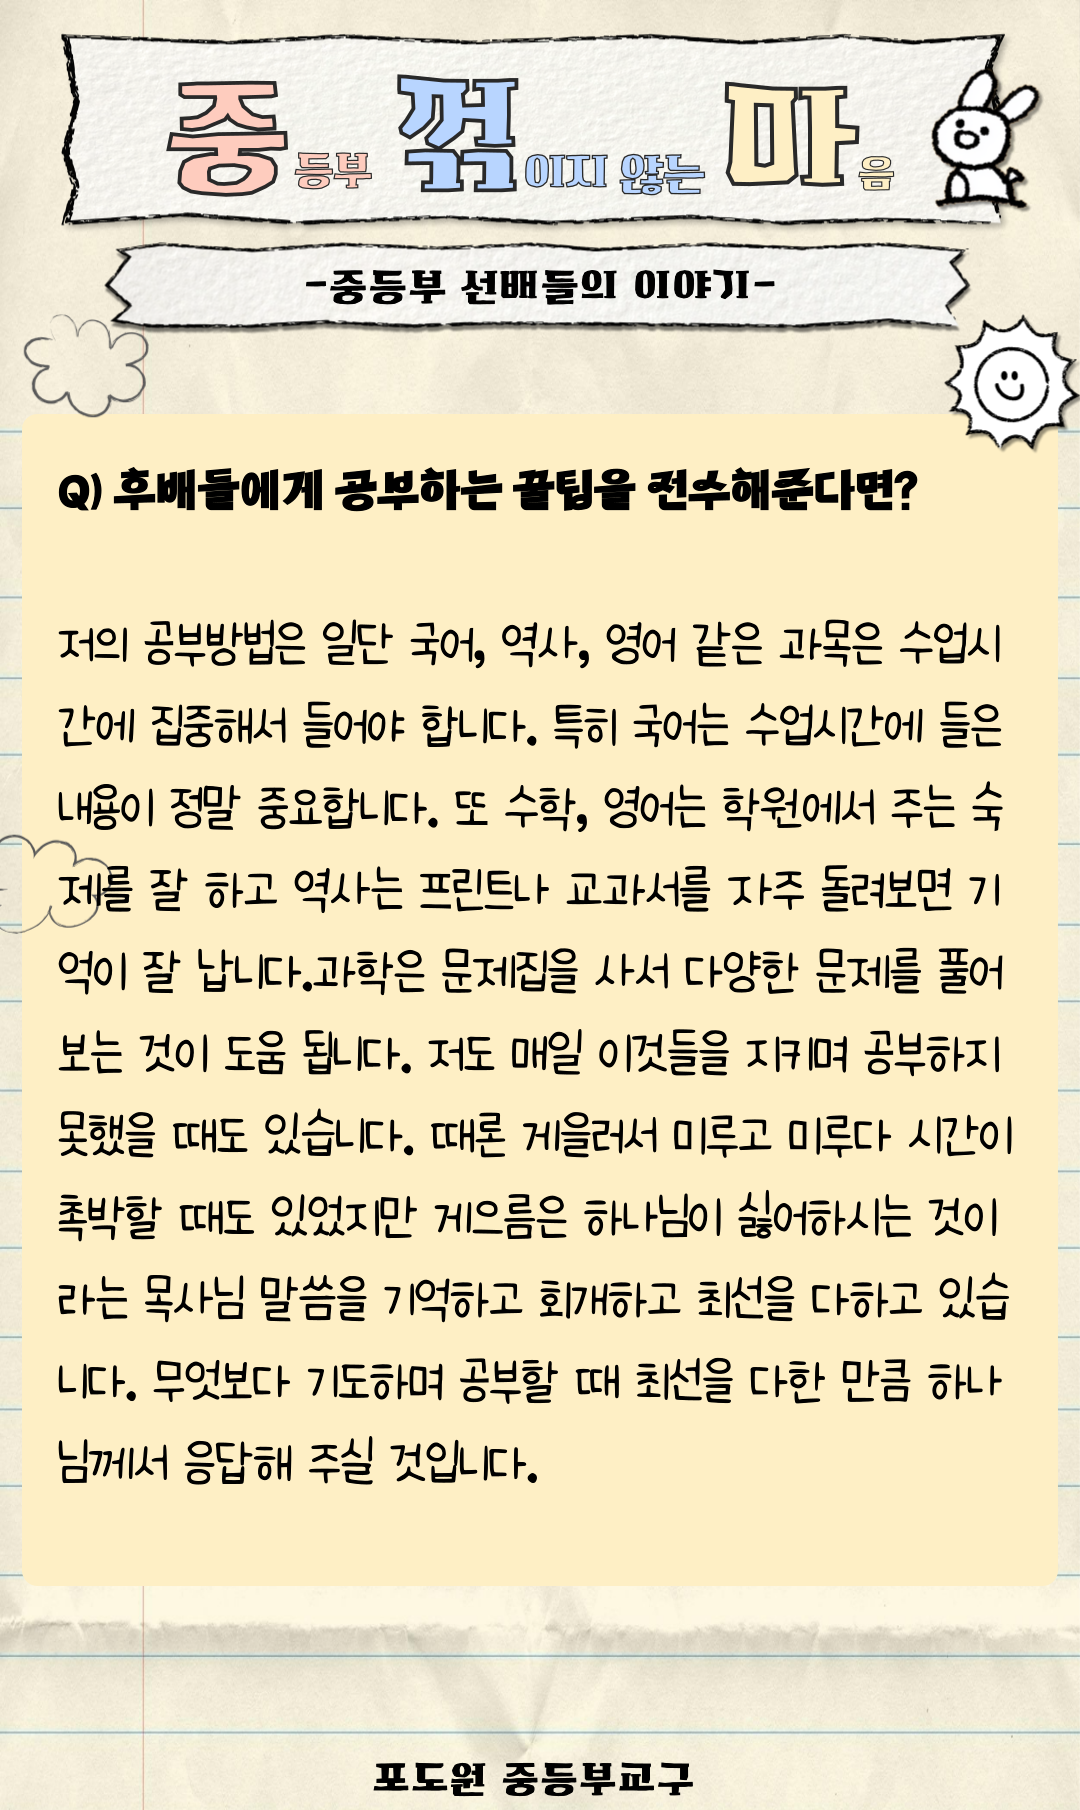 중등부 꺾이지 않는 마음
-중등부 선배들의 이야기-
Q) 후배들에게 공부하는 꿀팁을 전수해준다면?
저의 공부방법은 일단 국어, 역사, 영어 같은 과목은 수업시
간에 집중해서 들어야 합니다. 특히 국어는 수업시간에 들은
내용이 정말 중요합니다. 또 수학, 영어는 학원에서 주는 숙
제를 잘 하고 역사는 프린트나 교과서를 자주 돌려보면 기
억이 잘 납니다.과학은 문제집을 사서 다양한 문제를 풀어
보는 것이 도움 됩니다. 저도 매일 이것들을 지키며 공부하지
못했을 때도 있습니다. 때론 게을러서 미루고 미루다 시간이
촉박할 때도 있었지만 게으름은 하나님이 싫어하시는 것이
라는 목사님 말씀을 기억하고 회개하고 최선을 다하고 있습
니다. 무엇보다 기도하며 공부할 때 최선을 다한 만큼 하나
님께서 응답해 주실 것입니다.
포도원 중등부교구